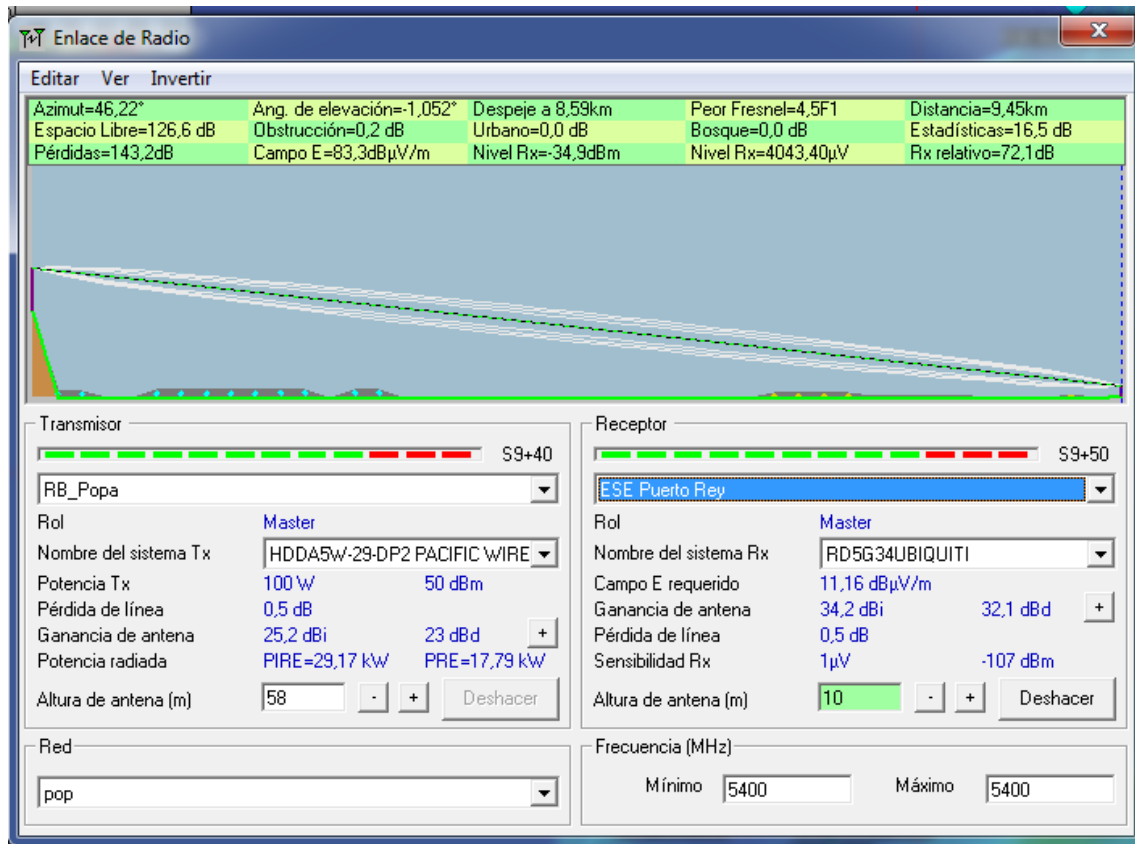 Enlace de Radio
Editar Ver Invertir
Azimut=46,22° Ang. de elevación=-1,052° Despeje a 8,59km Peor Fresnel=4,5F1 Distancia=9,45km
Espacio Libre=126,6 dB Obstrucción=0,2 dB Urbano=0,0 dB Bosque=0,0 dB Estadísticas=16,5 dB
Pérdidas=143,2dB Campo E=83,3dBµV/m Nivel Rx=-34,9dBm Nivel Rx=4043,40µV Rx relativo=72,1dB
Transmisor
S9+40
RB_Popa
Rol Master
Nombre del sistema Tx HDDA5W-29-DP2 PACIFIC WIRE
Potencia Tx 100 W 50 dBm
Pérdida de línea 0,5 dB
Ganancia de antena 25,2 dBi 23 dBd +
Potencia radiada PIRE=29,17 kW PRE=17,79 kW
Altura de antena (m) 58 - + Deshacer
Red
pop
Receptor
S9+50
ESE Puerto Rey
Rol Master
Nombre del sistema Rx RD5G34UBIQUITI
Campo E requerido 11,16 dBµV/m
Ganancia de antena 34,2 dBi 32,1 dBd +
Pérdida de línea 0,5 dB
Sensibilidad Rx 1µV -107 dBm
Altura de antena (m) 10 - + Deshacer
Frecuencia (MHz)
Mínimo 5400 Máximo 5400